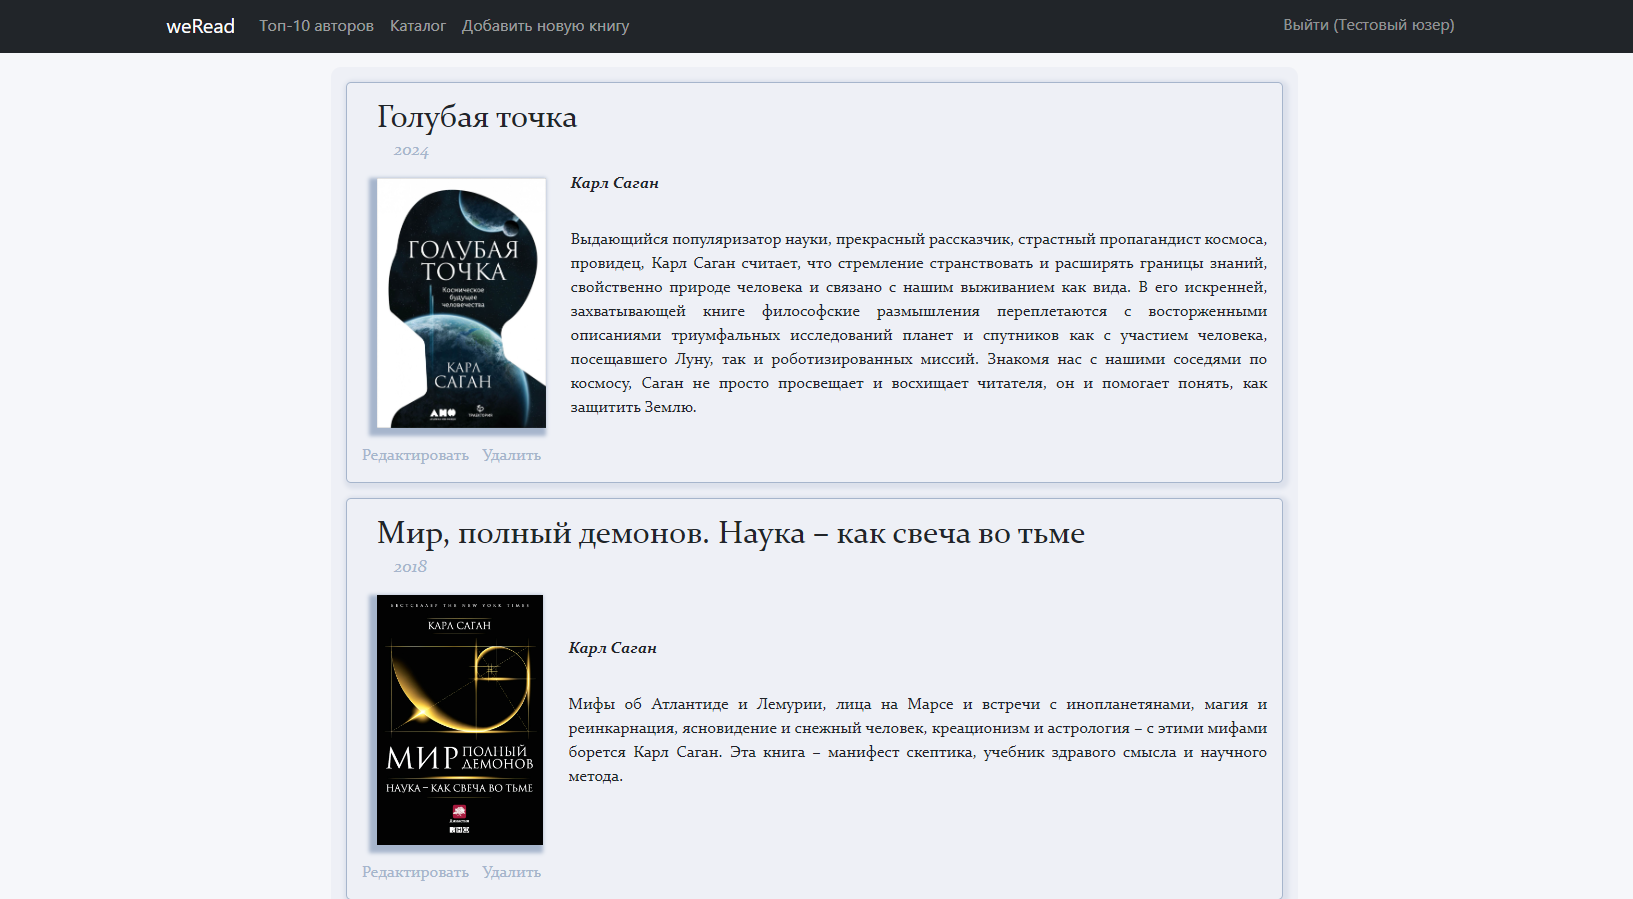 weRead Топ-10 авторов Каталог Добавить новую книгу Выйти (Тестовый юзер)
Голубая точка
2024
ГОЛУБАЯ
ТОЧКА
Космическое
будущее
человечества
КАРЛ
САГАН
Карл Саган
Выдающийся популяризатор науки, прекрасный рассказчик, страстный пропагандист космоса,
провидец, Карл Саган считает, что стремление странствовать и расширять границы знаний,
свойственно природе человека и связано с нашим выживанием как вида. В его искренней,
захватывающей книге философские размышления переплетаются с восторженными
описаниями триумфальных исследований планет и спутников как с участием человека,
посещавшего Луну, так и роботизированных миссий. Знакомя нас с нашими соседями по
космосу, Саган не просто просвещает и восхищает читателя, он и помогает понять, как
защитить Землю.
Редактировать Удалить
Мир, полный демонов. Наука – как свеча во тьме
2018
БЕСТСЕЛЛЕР THE NEW YORK TIMES
КАРЛ САГАН
МИР ПОЛНЫЙ
ДЕМОНОВ
НАУКА – КАК СВЕЧА ВО ТЬМЕ
Карл Саган
Мифы об Атлантиде и Лемурии, лица на Марсе и встречи с инопланетянами, магия и
реинкарнация, ясновидение и снежный человек, креационизм и астрология – с этими мифами
борется Карл Саган. Эта книга – манифест скептика, учебник здравого смысла и научного
метода.
Редактировать Удалить